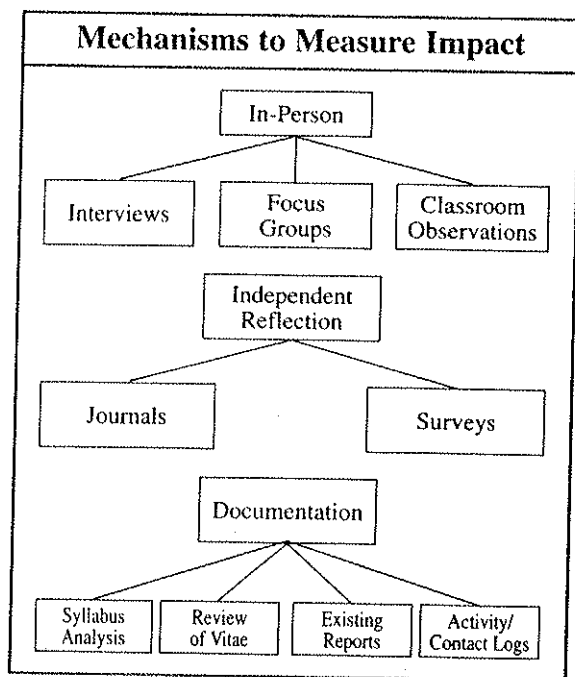 Mechanisms to Measure Impact
In-Person
Interviews
Focus
Groups
Classroom
Observations
Independent
Reflection
Journals
Surveys
Documentation
Syllabus
Analysis
Review
of Vitae
Existing
Reports
Activity/
Contact Logs